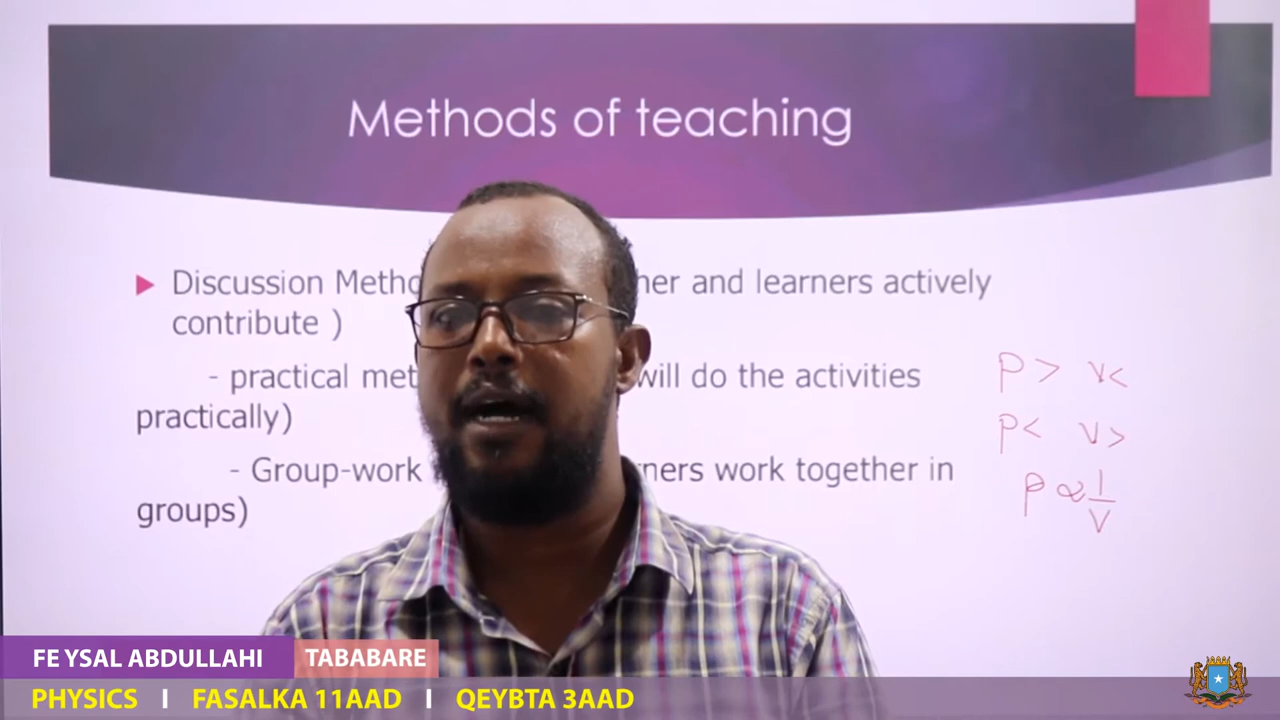 Methods of teaching
Discussion Metho her and learners actively
contribute )
- practical met will do the activities
practically)
- Group-work rners work together in
groups)
P > v<
P< v>
P ∝ 1/V
FE YSAL ABDULLAHI TABABARE
PHYSICS I FASALKA 11AAD I QEYBTA 3AAD